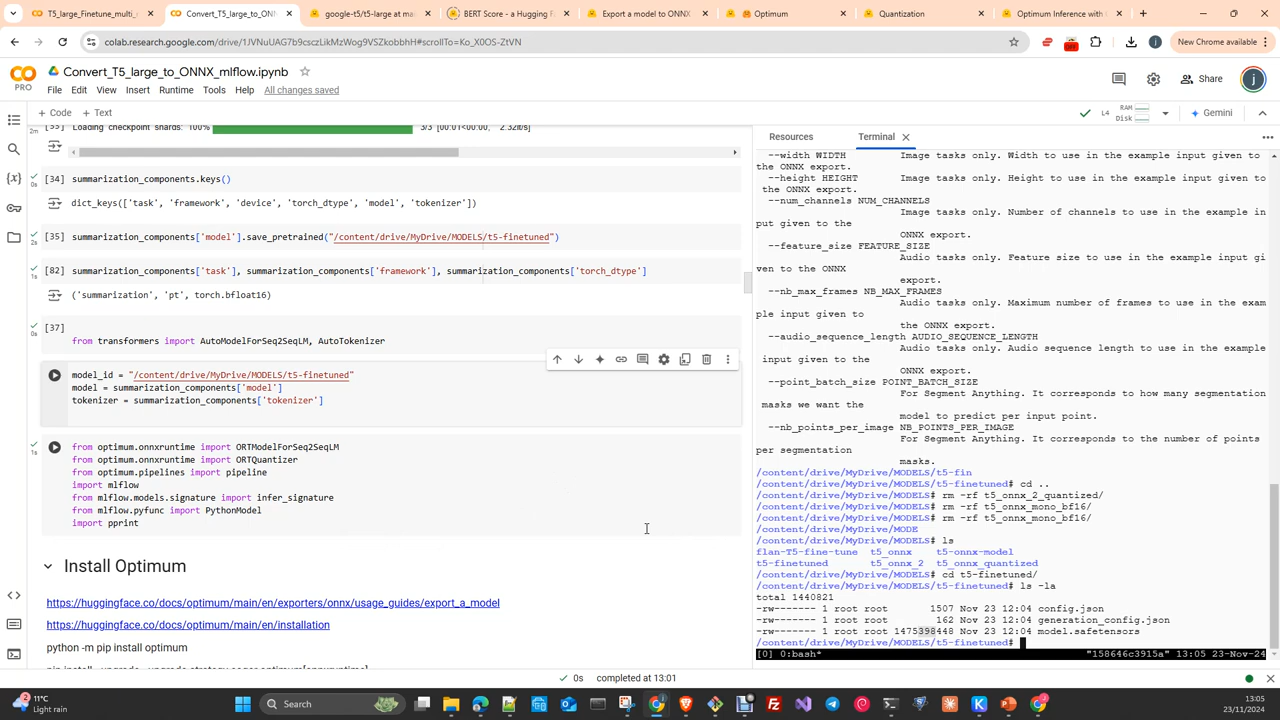 T5_large_Finetune_multi_
Convert_T5_large_to_ON
google-t5/t5-large at mai
BERT Score - a Hugging F
Export a model to ONNX
Optimum
Quantization
Optimum Inference with
colab.research.google.com/drive/1JVNuUAG7b9csczLikMzWog9VSZkobbhH#scrollTo=Ko_X0OS-ZtVN
New Chrome available
PRO
Convert_T5_large_to_ONNX_mlflow.ipynb
File Edit View Insert Runtime Tools Help All changes saved
Share
+ Code + Text
L4 RAM Disk
Gemini
[33] Loading checkpoint shards: 100% 3/3 [00:01<00:00, 2.32it/s]
2m
[34] summarization_components.keys()
0s
dict_keys(['task', 'framework', 'device', 'torch_dtype', 'model', 'tokenizer'])
[35] summarization_components['model'].save_pretrained("/content/drive/MyDrive/MODELS/t5-finetuned")
2s
[82] summarization_components['task'], summarization_components['framework'], summarization_components['torch_dtype']
1s
('summarization', 'pt', torch.bfloat16)
[37]
0s
from transformers import AutoModelForSeq2SeqLM, AutoTokenizer
model_id = "/content/drive/MyDrive/MODELS/t5-finetuned"
model = summarization_components['model']
tokenizer = summarization_components['tokenizer']
1s
from optimum.onnxruntime import ORTModelForSeq2SeqLM
from optimum.onnxruntime import ORTQuantizer
from optimum.pipelines import pipeline
import mlflow
from mlflow.models.signature import infer_signature
from mlflow.pyfunc import PythonModel
import pprint
Install Optimum
https://huggingface.co/docs/optimum/main/en/exporters/onnx/usage_guides/export_a_model
https://huggingface.co/docs/optimum/main/en/installation
python -m pip install optimum
Resources
Terminal
--width WIDTH Image tasks only. Width to use in the example input given to
the ONNX export.
--height HEIGHT Image tasks only. Height to use in the example input given to
the ONNX export.
--num_channels NUM_CHANNELS
Image tasks only. Number of channels to use in the example in
put given to the
ONNX export.
--feature_size FEATURE_SIZE
Audio tasks only. Feature size to use in the example input gi
ven to the ONNX
export.
--nb_max_frames NB_MAX_FRAMES
Audio tasks only. Maximum number of frames to use in the exam
ple input given to
the ONNX export.
--audio_sequence_length AUDIO_SEQUENCE_LENGTH
Audio tasks only. Audio sequence length to use in the example
input given to the
ONNX export.
--point_batch_size POINT_BATCH_SIZE
For Segment Anything. It corresponds to how many segmentation
masks we want the
model to predict per input point.
--nb_points_per_image NB_POINTS_PER_IMAGE
For Segment Anything. It corresponds to the number of points
per segmentation
masks.
/content/drive/MyDrive/MODELS/t5-fin
/content/drive/MyDrive/MODELS/t5-finetuned# cd ..
/content/drive/MyDrive/MODELS# rm -rf t5_onnx_2_quantized/
/content/drive/MyDrive/MODELS# rm -rf t5_onnx_mono_bf16/
/content/drive/MyDrive/MODELS# rm -rf t5_onnx_mono_bf16/
/content/drive/MyDrive/MODE
/content/drive/MyDrive/MODELS# ls
flan-T5-fine-tune t5_onnx t5-onnx-model
t5-finetuned t5_onnx_2 t5_onnx_quantized
/content/drive/MyDrive/MODELS# cd t5-finetuned/
/content/drive/MyDrive/MODELS/t5-finetuned# ls -la
total 1440821
-rw------- 1 root root 1507 Nov 23 12:04 config.json
-rw------- 1 root root 162 Nov 23 12:04 generation_config.json
-rw------- 1 root root 1475398448 Nov 23 12:04 model.safetensors
/content/drive/MyDrive/MODELS/t5-finetuned#
[0] 0:bash* "158646c3915a" 13:05 23-Nov-24
0s completed at 13:01
11°C
Light rain
Search
13:05
23/11/2024